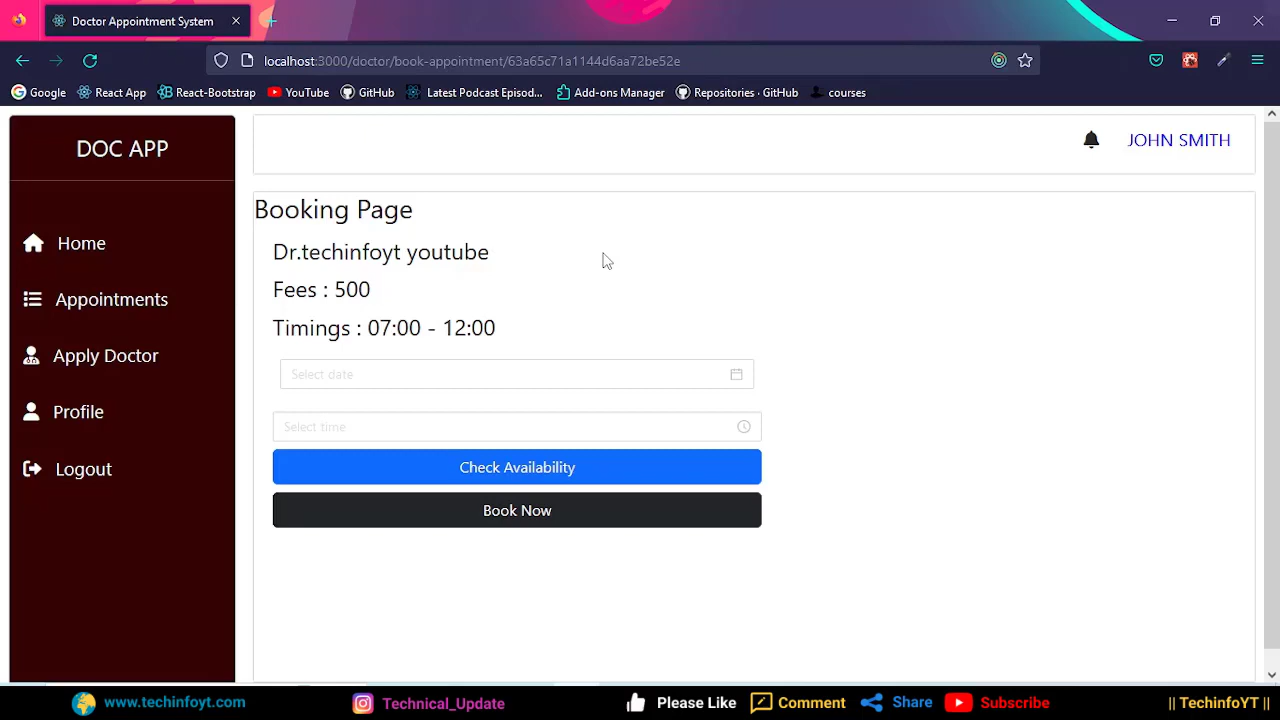 Doctor Appointment System
localhost:3000/doctor/book-appointment/63a65c71a1144d6aa72be52e
Google React App React-Bootstrap YouTube GitHub Latest Podcast Episod... Add-ons Manager Repositories · GitHub courses
DOC APP
JOHN SMITH
Home
Appointments
Apply Doctor
Profile
Logout
Booking Page
Dr.techinfoyt youtube
Fees : 500
Timings : 07:00 - 12:00
Select date
Select time
Check Availability
Book Now
www.techinfoyt.com Technical_Update Please Like Comment Share Subscribe || TechinfoYT ||